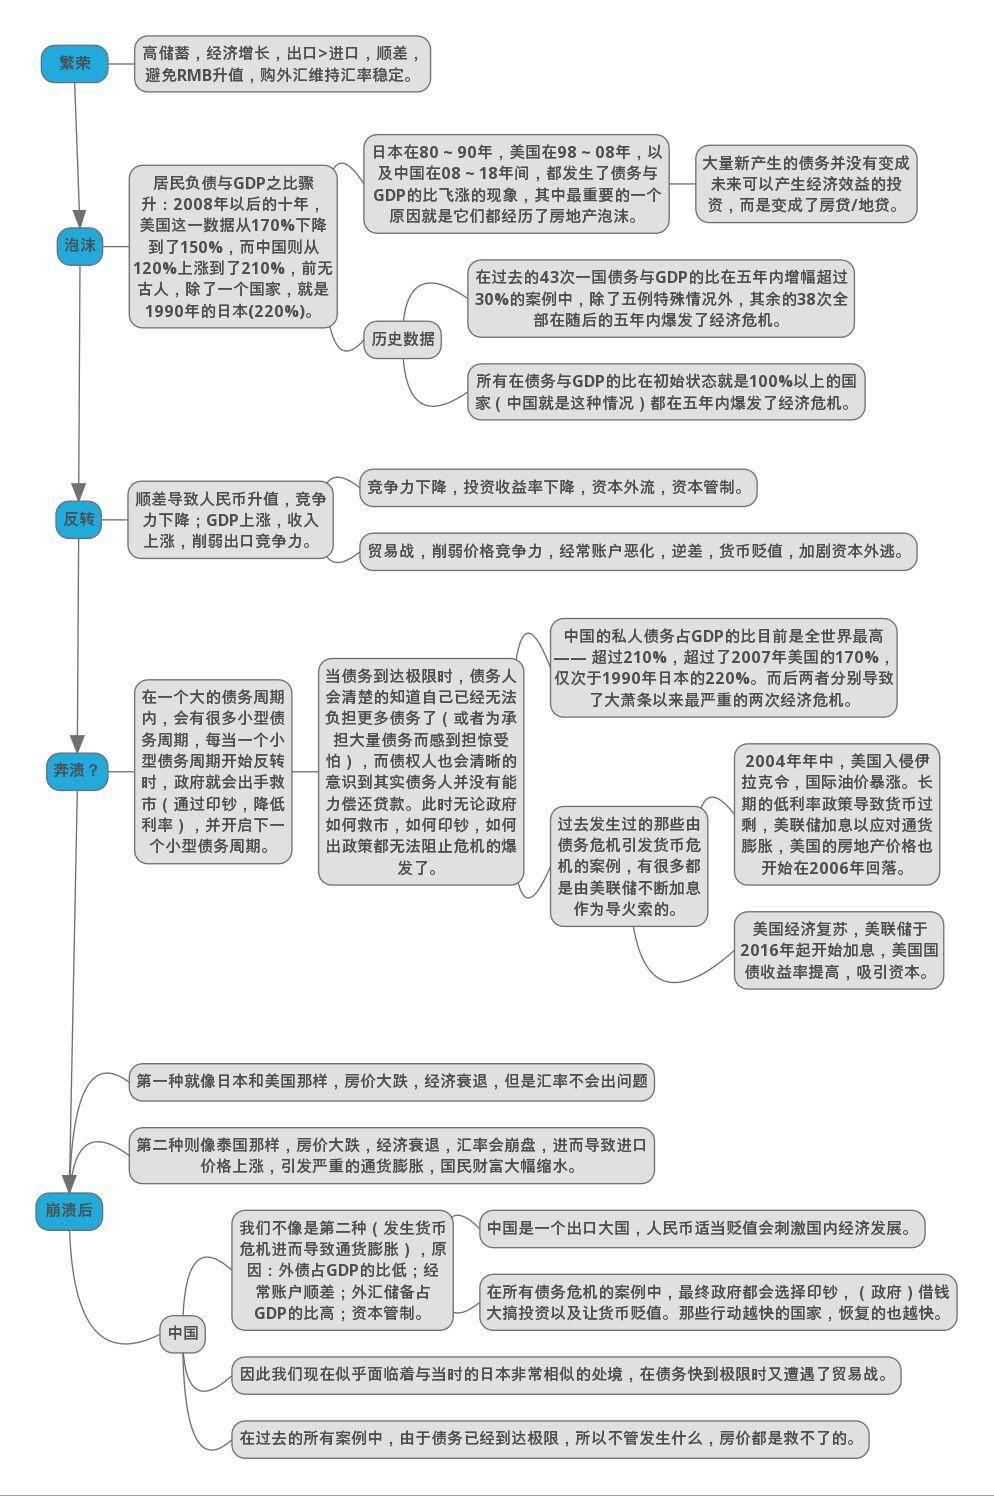 繁荣
高储蓄，经济增长，出口>进口，顺差，
避免RMB升值，购外汇维持汇率稳定。
泡沫
居民负债与GDP之比骤
升：2008年以后的十年，
美国这一数据从170%下降
到了150%，而中国则从
120%上涨到了210%，前无
古人，除了一个国家，就是
1990年的日本(220%)。
日本在80～90年，美国在98～08年，以
及中国在08～18年间，都发生了债务与
GDP的比飞涨的现象，其中最重要的一个
原因就是它们都经历了房地产泡沫。
大量新产生的债务并没有变成
未来可以产生经济效益的投
资，而是变成了房贷/地贷。
历史数据
在过去的43次一国债务与GDP的比在五年内增幅超过
30%的案例中，除了五例特殊情况外，其余的38次全
部在随后的五年内爆发了经济危机。
所有在债务与GDP的比在初始状态就是100%以上的国
家（中国就是这种情况）都在五年内爆发了经济危机。
反转
顺差导致人民币升值，竞争
力下降；GDP上涨，收入
上涨，削弱出口竞争力。
竞争力下降，投资收益率下降，资本外流，资本管制。
贸易战，削弱价格竞争力，经常账户恶化，逆差，货币贬值，加剧资本外逃。
奔溃？
在一个大的债务周期
内，会有很多小型债
务周期，每当一个小
型债务周期开始反转
时，政府就会出手救
市（通过印钞，降低
利率），并开启下一
个小型债务周期。
当债务到达极限时，债务人
会清楚的知道自己已经无法
负担更多债务了（或者为承
担大量债务而感到担惊受
怕），而债权人也会清晰的
意识到其实债务人并没有能
力偿还贷款。此时无论政府
如何救市，如何印钞，如何
出政策都无法阻止危机的爆
发了。
中国的私人债务占GDP的比目前是全世界最高
—— 超过210%，超过了2007年美国的170%，
仅次于1990年日本的220%。而后两者分别导致
了大萧条以来最严重的两次经济危机。
过去发生过的那些由
债务危机引发货币危
机的案例，有很多都
是由美联储不断加息
作为导火索的。
2004年年中，美国入侵伊
拉克令，国际油价暴涨。长
期的低利率政策导致货币过
剩，美联储加息以应对通货
膨胀，美国的房地产价格也
开始在2006年回落。
美国经济复苏，美联储于
2016年起开始加息，美国国
债收益率提高，吸引资本。
崩溃后
第一种就像日本和美国那样，房价大跌，经济衰退，但是汇率不会出问题
第二种则像泰国那样，房价大跌，经济衰退，汇率会崩盘，进而导致进口
价格上涨，引发严重的通货膨胀，国民财富大幅缩水。
中国
我们不像是第二种（发生货币
危机进而导致通货膨胀），原
因：外债占GDP的比低；经
常账户顺差；外汇储备占
GDP的比高；资本管制。
中国是一个出口大国，人民币适当贬值会刺激国内经济发展。
在所有债务危机的案例中，最终政府都会选择印钞，（政府）借钱
大搞投资以及让货币贬值。那些行动越快的国家，恢复的也越快。
因此我们现在似乎面临着与当时的日本非常相似的处境，在债务快到极限时又遭遇了贸易战。
在过去的所有案例中，由于债务已经到达极限，所以不管发生什么，房价都是救不了的。